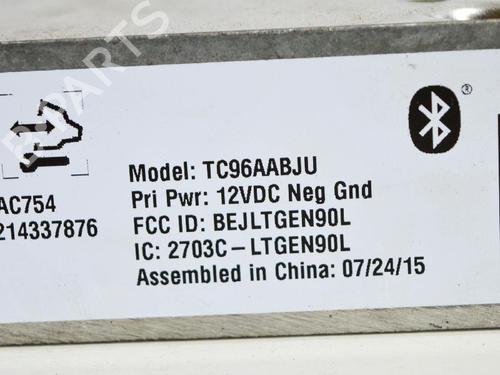 B-PARTS
®
Model: TC96AABJU
AC754
Pri Pwr: 12VDC Neg Gnd
214337876
FCC ID: BEJLTGEN90L
IC: 2703C-LTGEN90L
Assembled in China: 07/24/15